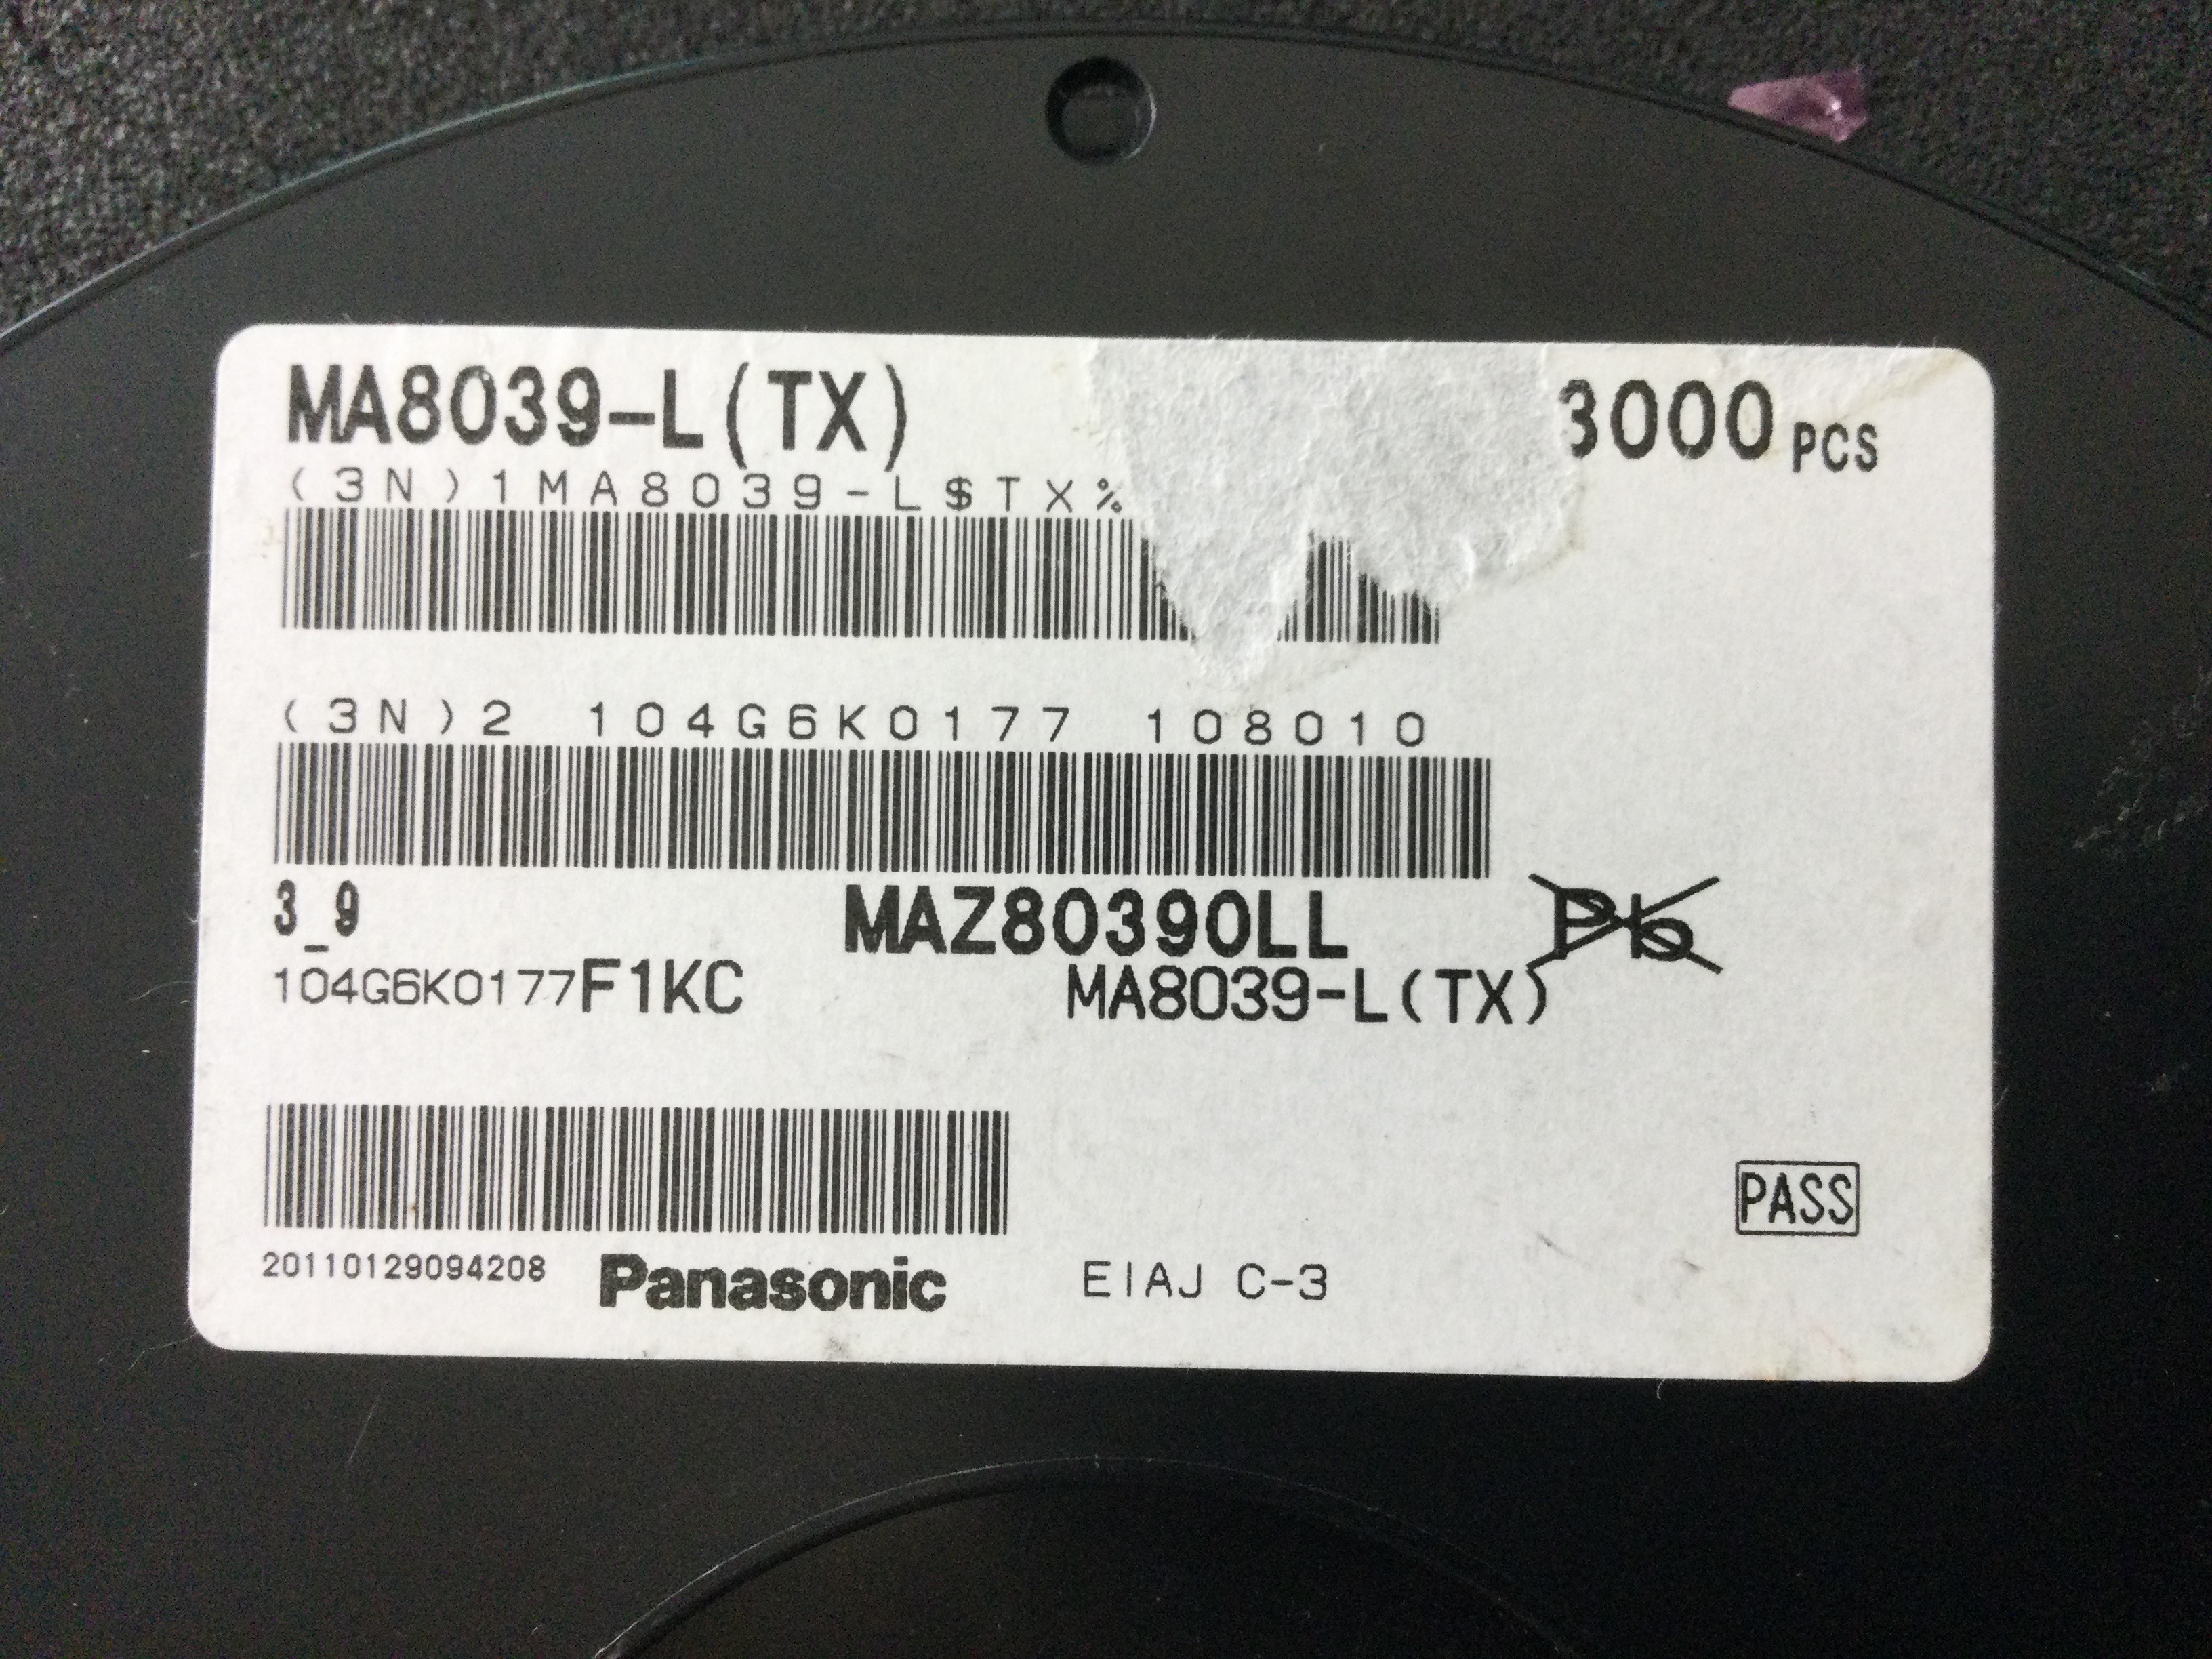 MA8039-L(TX) 3000 PCS
(3N)1MA8039-L$TX%
(3N)2 104G6K0177 108010
3_9 MAZ80390LL Pb
104G6K0177F1KC MA8039-L(TX)
PASS
20110129094208 Panasonic EIAJ C-3